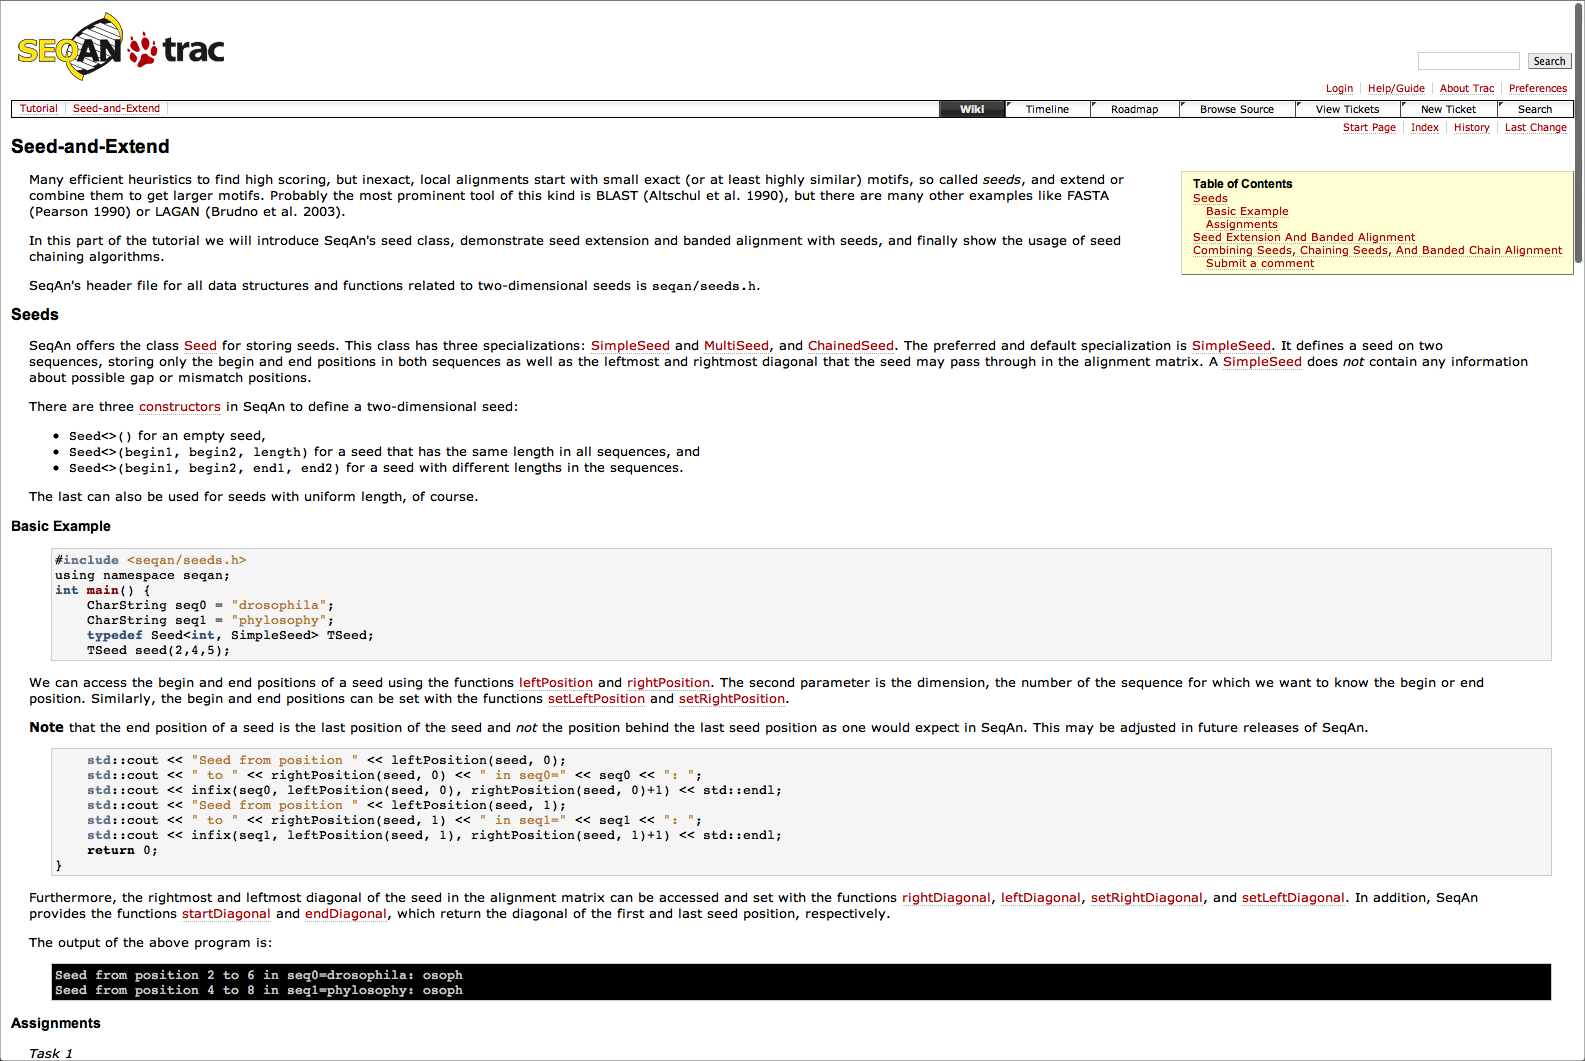 SEQAN trac
Search
Login Help/Guide About Trac Preferences
Tutorial Seed-and-Extend Wiki Timeline Roadmap Browse Source View Tickets New Ticket Search
Start Page Index History Last Change
Seed-and-Extend
Many efficient heuristics to find high scoring, but inexact, local alignments start with small exact (or at least highly similar) motifs, so called seeds, and extend or
combine them to get larger motifs. Probably the most prominent tool of this kind is BLAST (Altschul et al. 1990), but there are many other examples like FASTA
(Pearson 1990) or LAGAN (Brudno et al. 2003).
In this part of the tutorial we will introduce SeqAn's seed class, demonstrate seed extension and banded alignment with seeds, and finally show the usage of seed
chaining algorithms.
SeqAn's header file for all data structures and functions related to two-dimensional seeds is seqan/seeds.h.
Table of Contents
Seeds
Basic Example
Assignments
Seed Extension And Banded Alignment
Combining Seeds, Chaining Seeds, And Banded Chain Alignment
Submit a comment
Seeds
SeqAn offers the class Seed for storing seeds. This class has three specializations: SimpleSeed and MultiSeed, and ChainedSeed. The preferred and default specialization is SimpleSeed. It defines a seed on two
sequences, storing only the begin and end positions in both sequences as well as the leftmost and rightmost diagonal that the seed may pass through in the alignment matrix. A SimpleSeed does not contain any information
about possible gap or mismatch positions.
There are three constructors in SeqAn to define a two-dimensional seed:
• Seed<>() for an empty seed,
• Seed<>(begin1, begin2, length) for a seed that has the same length in all sequences, and
• Seed<>(begin1, begin2, end1, end2) for a seed with different lengths in the sequences.
The last can also be used for seeds with uniform length, of course.
Basic Example
#include <seqan/seeds.h>
using namespace seqan;
int main() {
CharString seq0 = "drosophila";
CharString seq1 = "phylosophy";
typedef Seed<int, SimpleSeed> TSeed;
TSeed seed(2,4,5);
We can access the begin and end positions of a seed using the functions leftPosition and rightPosition. The second parameter is the dimension, the number of the sequence for which we want to know the begin or end
position. Similarly, the begin and end positions can be set with the functions setLeftPosition and setRightPosition.
Note that the end position of a seed is the last position of the seed and not the position behind the last seed position as one would expect in SeqAn. This may be adjusted in future releases of SeqAn.
std::cout << "Seed from position " << leftPosition(seed, 0);
std::cout << " to " << rightPosition(seed, 0) << " in seq0=" << seq0 << ": ";
std::cout << infix(seq0, leftPosition(seed, 0), rightPosition(seed, 0)+1) << std::endl;
std::cout << "Seed from position " << leftPosition(seed, 1);
std::cout << " to " << rightPosition(seed, 1) << " in seq1=" << seq1 << ": ";
std::cout << infix(seq1, leftPosition(seed, 1), rightPosition(seed, 1)+1) << std::endl;
return 0;
}
Furthermore, the rightmost and leftmost diagonal of the seed in the alignment matrix can be accessed and set with the functions rightDiagonal, leftDiagonal, setRightDiagonal, and setLeftDiagonal. In addition, SeqAn
provides the functions startDiagonal and endDiagonal, which return the diagonal of the first and last seed position, respectively.
The output of the above program is:
Seed from position 2 to 6 in seq0=drosophila: osoph
Seed from position 4 to 8 in seq1=phylosophy: osoph
Assignments
Task 1